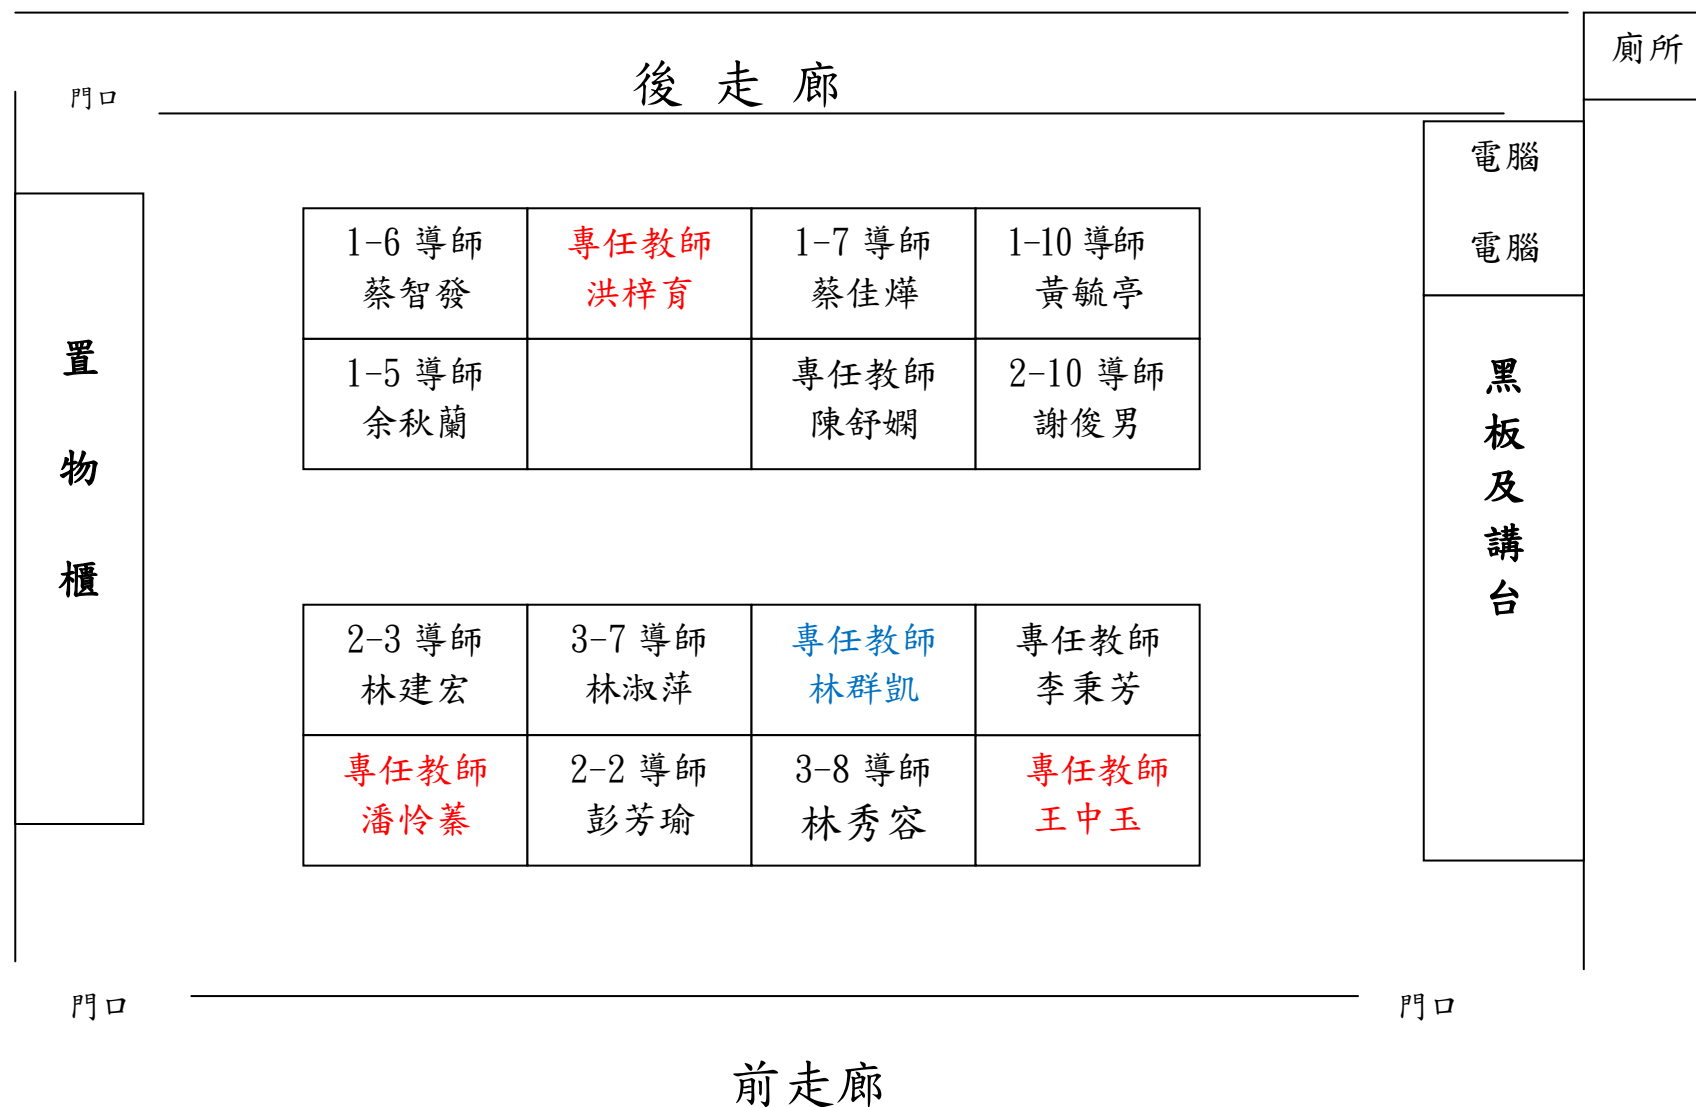 廁所
後走廊
門口
電腦
電腦
1-6 導師
蔡智發
專任教師
洪梓育
1-7 導師
蔡佳燁
1-10 導師
黃毓亭
1-5 導師
余秋蘭
專任教師
陳舒嫻
2-10 導師
謝俊男
置物櫃
黑板及講台
2-3 導師
林建宏
3-7 導師
林淑萍
專任教師
林群凱
專任教師
李秉芳
專任教師
潘怜蓁
2-2 導師
彭芳瑜
3-8 導師
林秀容
專任教師
王中玉
門口
門口
前走廊